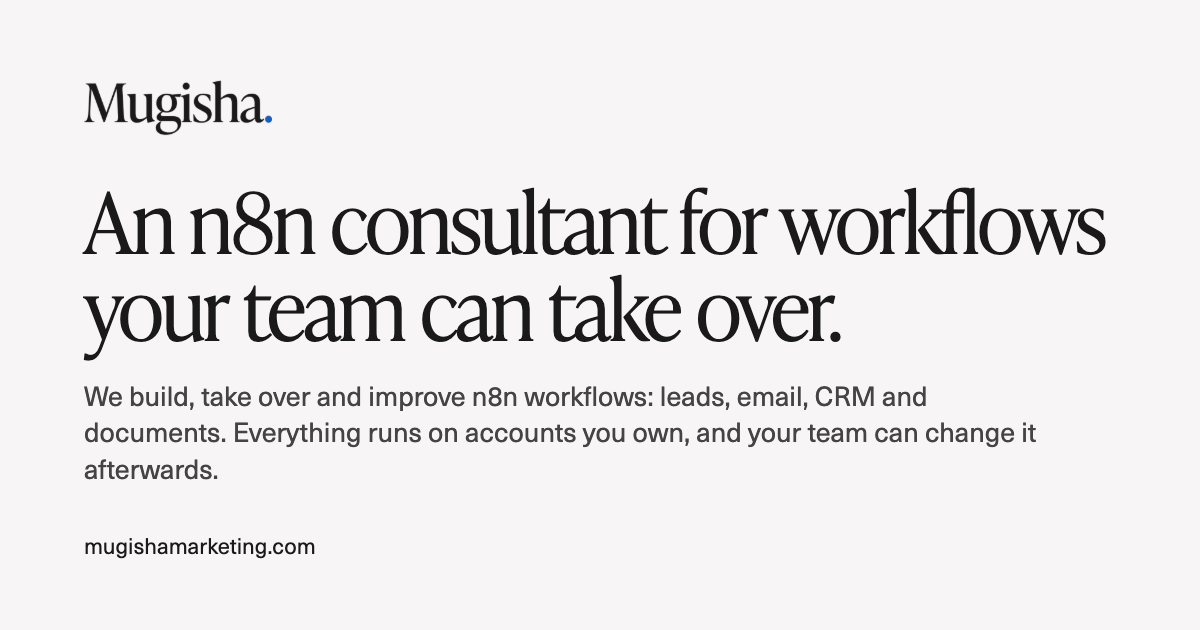 Mugisha.
An n8n consultant for workflows
your team can take over.
We build, take over and improve n8n workflows: leads, email, CRM and
documents. Everything runs on accounts you own, and your team can change it
afterwards.
mugishamarketing.com